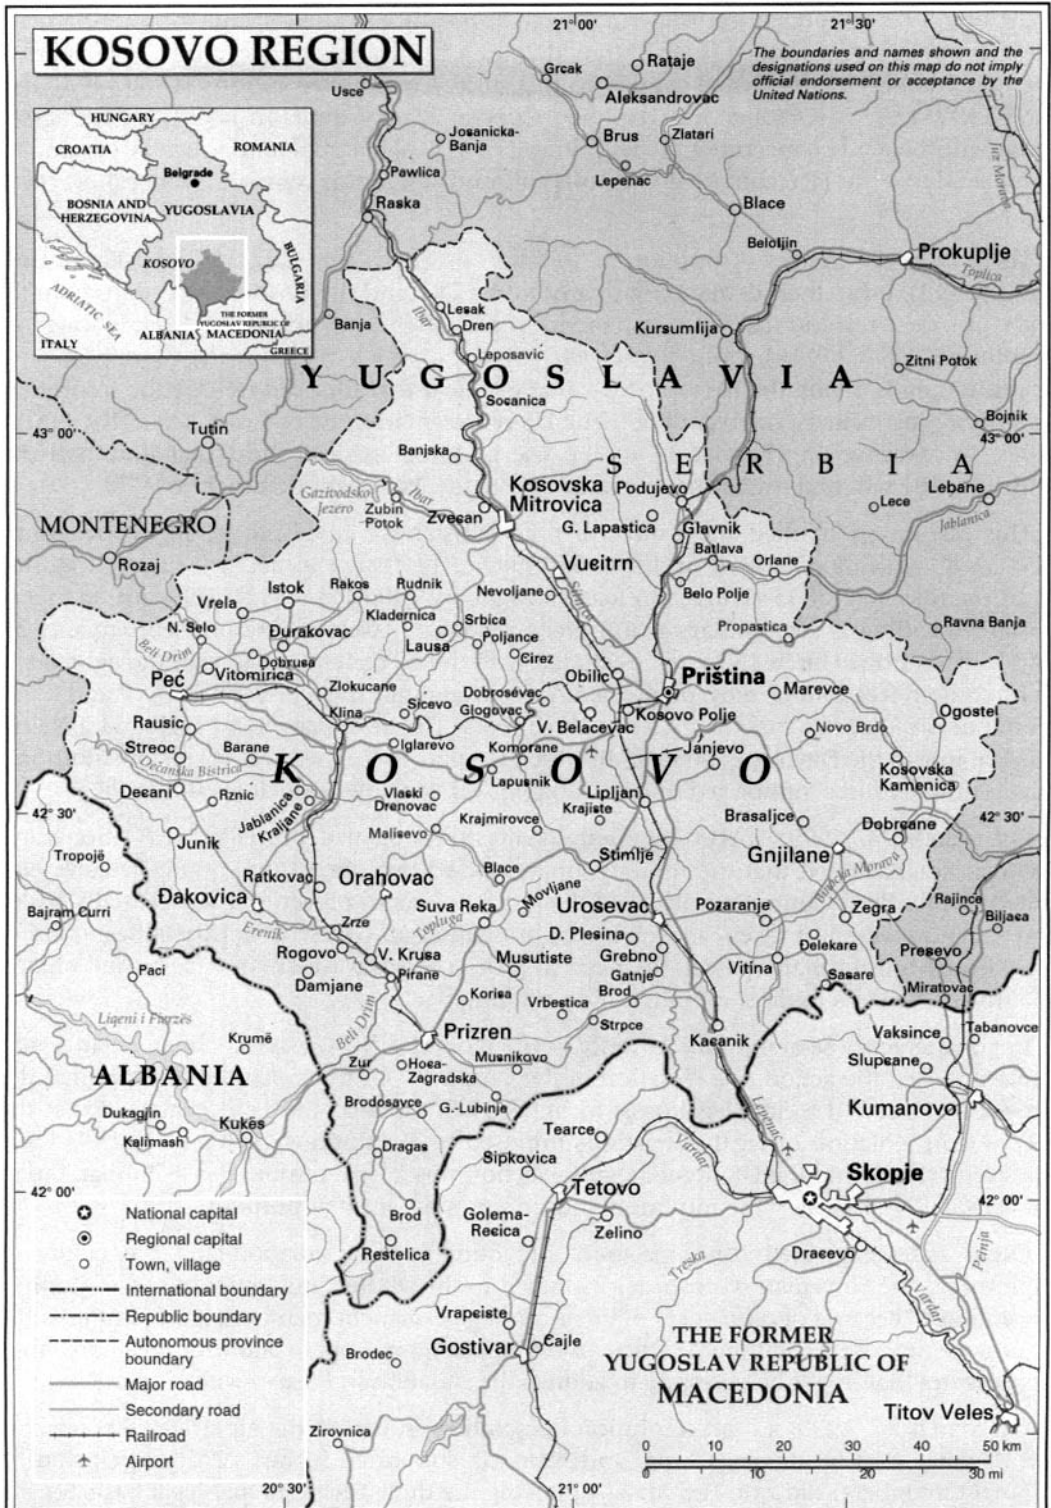 KOSOVO REGION
21° 00'
21° 30'
The boundaries and names shown and the
designations used on this map do not imply
official endorsement or acceptance by the
United Nations.
HUNGARY
CROATIA
ROMANIA
Belgrade
BOSNIA AND
HERZEGOVINA
YUGOSLAVIA
KOSOVO
BULGARIA
ADRIATIC SEA
ITALY
ALBANIA
THE FORMER
YUGOSLAV REPUBLIC OF
MACEDONIA
GREECE
Usce
Grcak
Rataje
Aleksandrovac
Josanicka-
Banja
Brus
Zlatari
Pawlica
Lepenac
Juz Morava
Raska
Blace
Beloljin
Prokuplje
Toplica
Lesak
Banja
Ibar
Dren
Kursumlija
Leposavic
Zitni Potok
YUGOSLAVIA
Socanica
Bojnik
43° 00'
Tutin
43° 00'
Banjska
SERBIA
Kosovska
Mitrovica
Podujevo
Lebane
Gazivodsko
Jezero
Ibar
Zubin
Potok
Zvecan
Lece
MONTENEGRO
G. Lapastica
Glavnik
Jablanica
Rozaj
Vucitrn
Batlava
Orlane
Istok
Rakos
Rudnik
Nevoljane
Sitnica
Belo Polje
Vrela
Kladernica
Srbica
Propastica
Ravna Banja
N. Selo
Durakovac
Lausa
Poljance
Beli Drim
Dobrusa
Cirez
Vitomirica
Obilic
Priština
Peć
Zlokucane
Dobrosevac
Marevce
Sicevo
Glogovac
Klina
V. Belacevac
Kosovo Polje
Ogostel
Rausic
Novo Brdo
Streoc
Barane
Iglarevo
Komorane
Janjevo
KOSOVO
Dečanska Bistrica
Lapusnik
Kosovska
Kamenica
Decani
Rznic
Jablanica
Kraljane
Vlaski
Drenovac
Lipljan
Krajiste
42° 30'
Krajmirovce
Brasaljce
Dobrcane
42° 30'
Junik
Malisevo
Tropojë
Stimlje
Gnjilane
Blace
Ratkovac
Orahovac
Binacka Morava
Đakovica
Movljane
Bajram Curri
Suva Reka
Urosevac
Pozaranje
Zegra
Rajince
Biljaca
Erenik
Zrze
Topluga
D. Plesina
Delekare
Rogovo
V. Krusa
Musutiste
Grebno
Presevo
Paci
Damjane
Pirane
Gatnje
Vitina
Sasare
Miratovac
Korisa
Brod
Vrbestica
Liqeni i Fierzës
Beli Drim
Strpce
Prizren
Kacanik
Vaksince
Tabanovce
Krumë
Zur
Hoca-
Zagradska
Musnikovo
Slupcane
ALBANIA
Brodosavce
G.-Lubinje
Kumanovo
Dukagjin
Kukës
Lepenac
Kalimash
Tearce
Vardar
Dragas
Sipkovica
Skopje
42° 00'
Tetovo
42° 00'
Brod
Golema-
Recica
Zelino
Restelica
Dracevo
Treska
Pcinja
Vardar
National capital
Regional capital
Town, village
International boundary
Republic boundary
Autonomous province
boundary
Major road
Secondary road
Railroad
Airport
Vrapciste
Gostivar
Cajle
Brodec
THE FORMER
YUGOSLAV REPUBLIC OF
MACEDONIA
Titov Veles
Zirovnica
0 10 20 30 40 50 km
0 10 20 30 mi
20° 30'
21° 00'